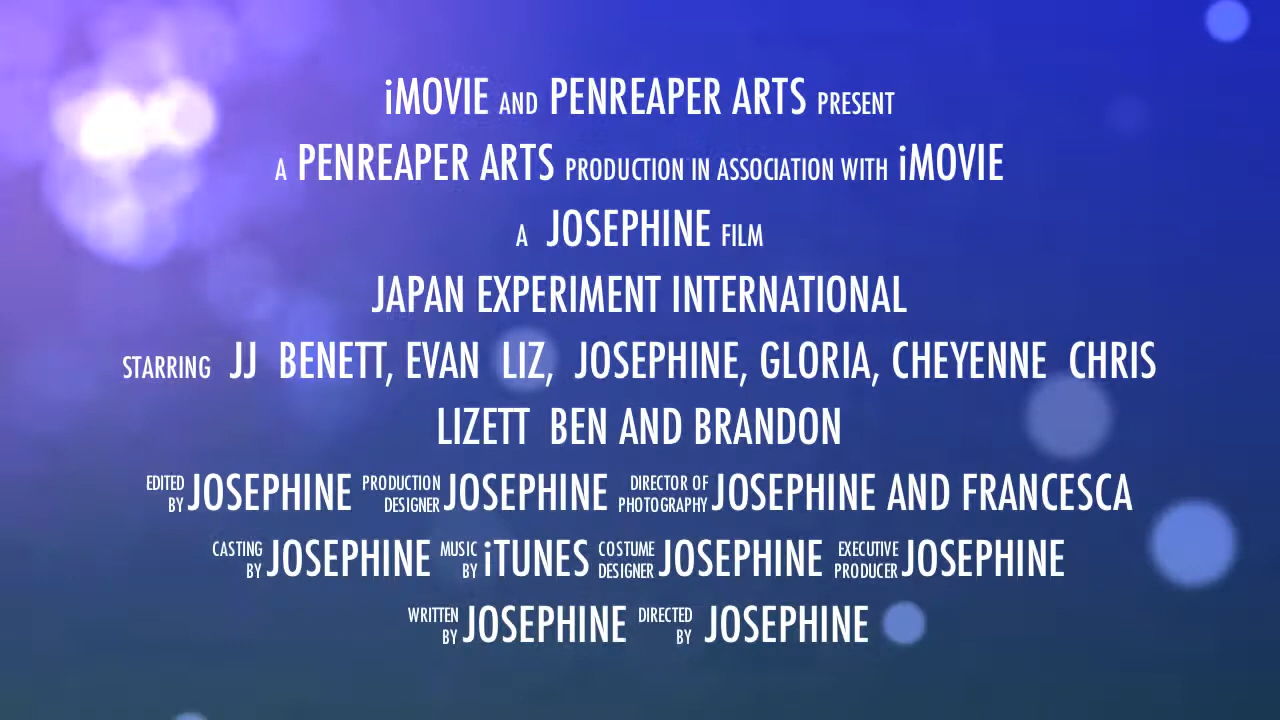 iMOVIE AND PENREAPER ARTS PRESENT
A PENREAPER ARTS PRODUCTION IN ASSOCIATION WITH iMOVIE
A JOSEPHINE FILM
JAPAN EXPERIMENT INTERNATIONAL
STARRING JJ BENETT, EVAN LIZ, JOSEPHINE, GLORIA, CHEYENNE CHRIS
LIZETT BEN AND BRANDON
EDITED BY JOSEPHINE PRODUCTION DESIGNER JOSEPHINE DIRECTOR OF PHOTOGRAPHY JOSEPHINE AND FRANCESCA
CASTING BY JOSEPHINE MUSIC BY iTUNES COSTUME DESIGNER JOSEPHINE EXECUTIVE PRODUCER JOSEPHINE
WRITTEN BY JOSEPHINE DIRECTED BY JOSEPHINE